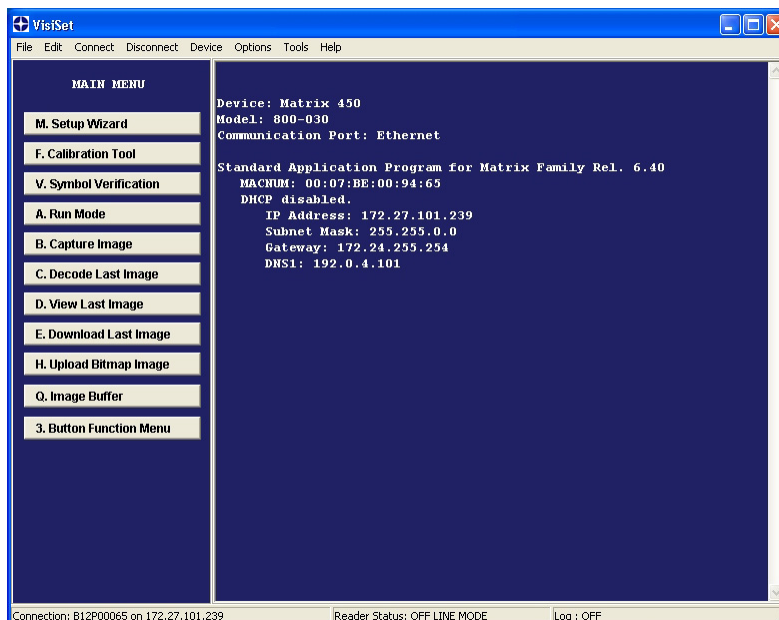 VisiSet
File Edit Connect Disconnect Device Options Tools Help
MAIN MENU
M. Setup Wizard
F. Calibration Tool
V. Symbol Verification
A. Run Mode
B. Capture Image
C. Decode Last Image
D. View Last Image
E. Download Last Image
H. Upload Bitmap Image
Q. Image Buffer
3. Button Function Menu
Device: Matrix 450
Model: 800-030
Communication Port: Ethernet
Standard Application Program for Matrix Family Rel. 6.40
MACNUM: 00:07:BE:00:94:65
DHCP disabled.
IP Address: 172.27.101.239
Subnet Mask: 255.255.0.0
Gateway: 172.24.255.254
DNS1: 192.0.4.101
Connection: B12P00065 on 172.27.101.239 Reader Status: OFF LINE MODE Log : OFF